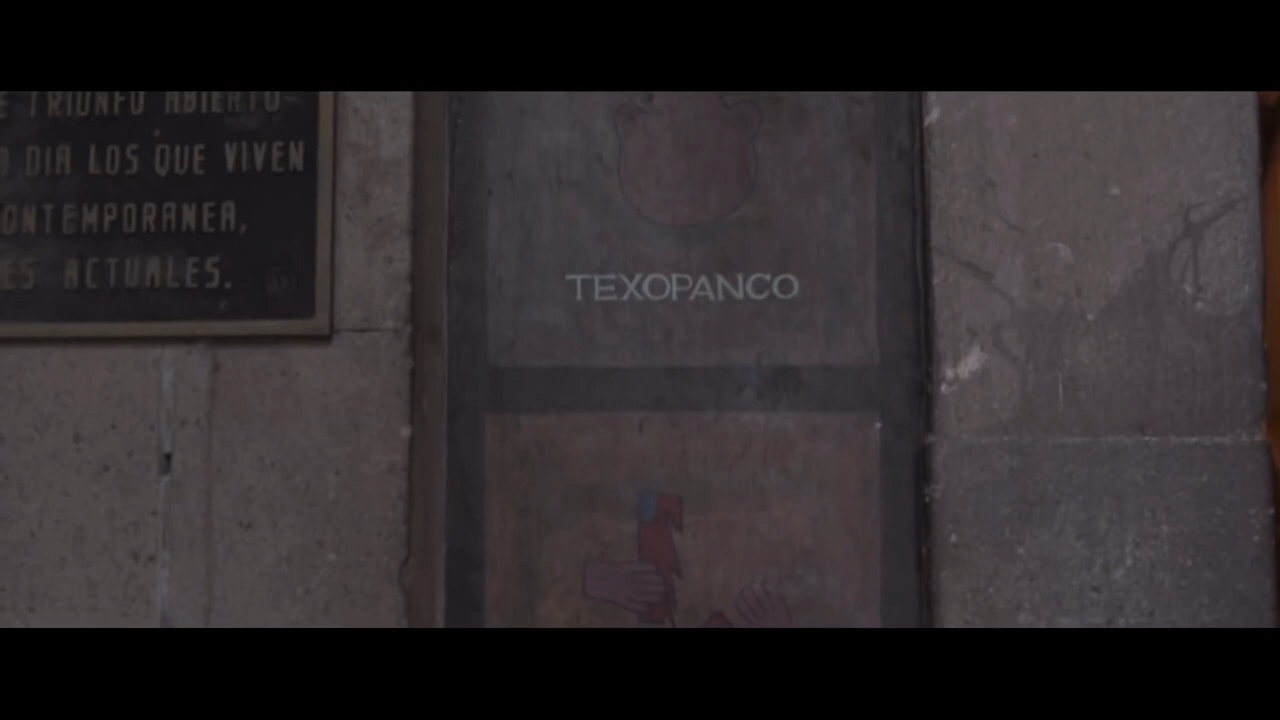 E TRIUNFO ABIERTO-
DIA LOS QUE VIVEN
ONTEMPORANEA,
ES ACTUALES.
TEXOPANCO